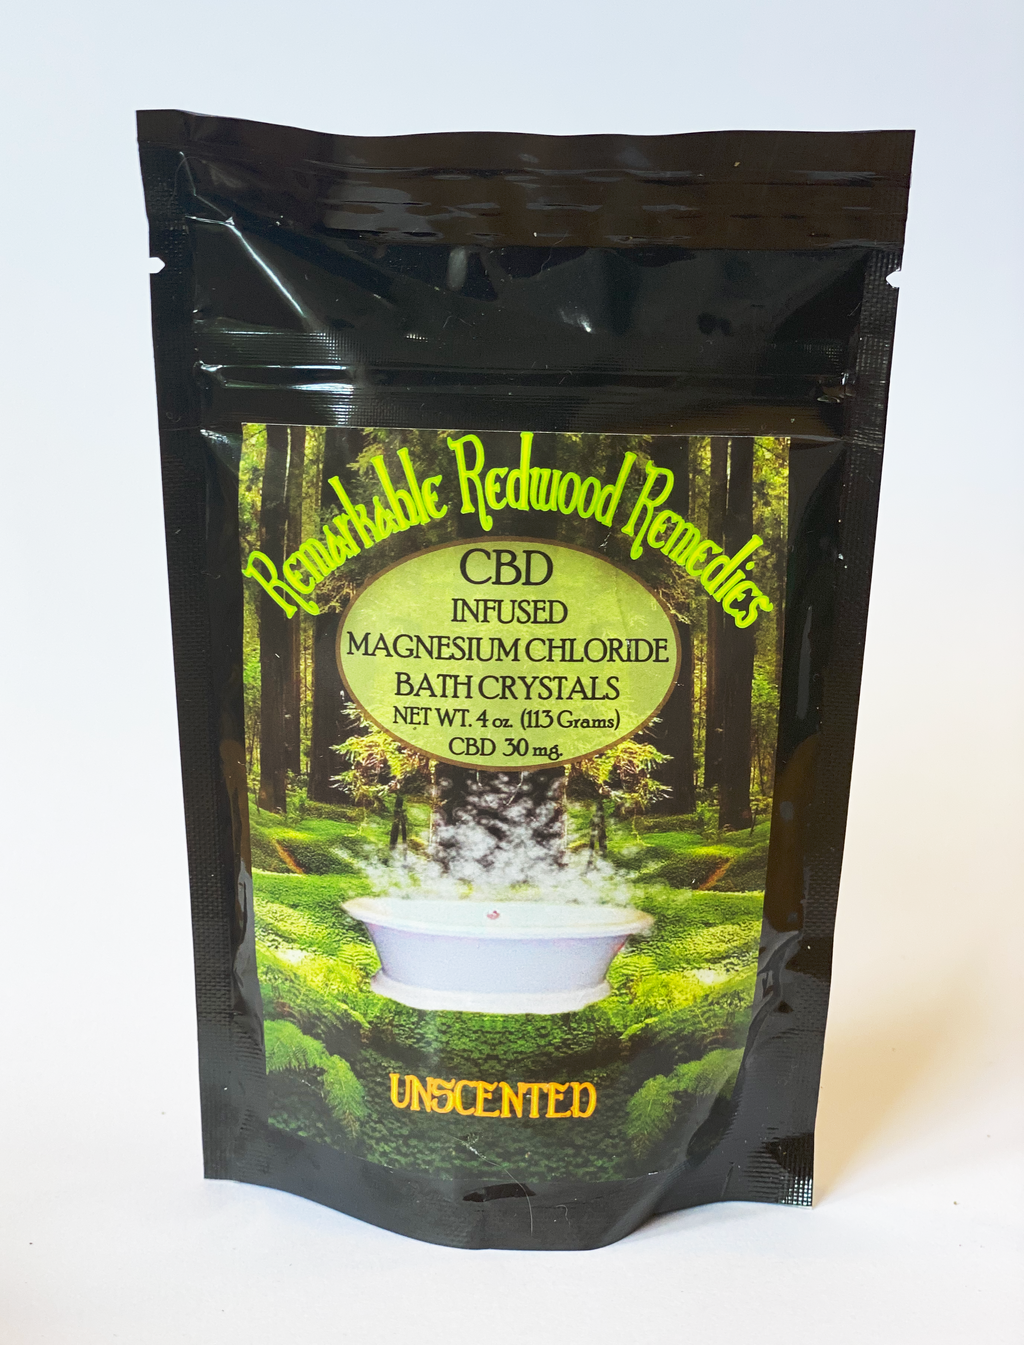 Remarkable Redwood Remedies
CBD
INFUSED
MAGNESIUM CHLORiDE
BATH CRYSTALS
NET WT. 4 oz. (113 Grams)
CBD 30 mg.
UNSCENTED